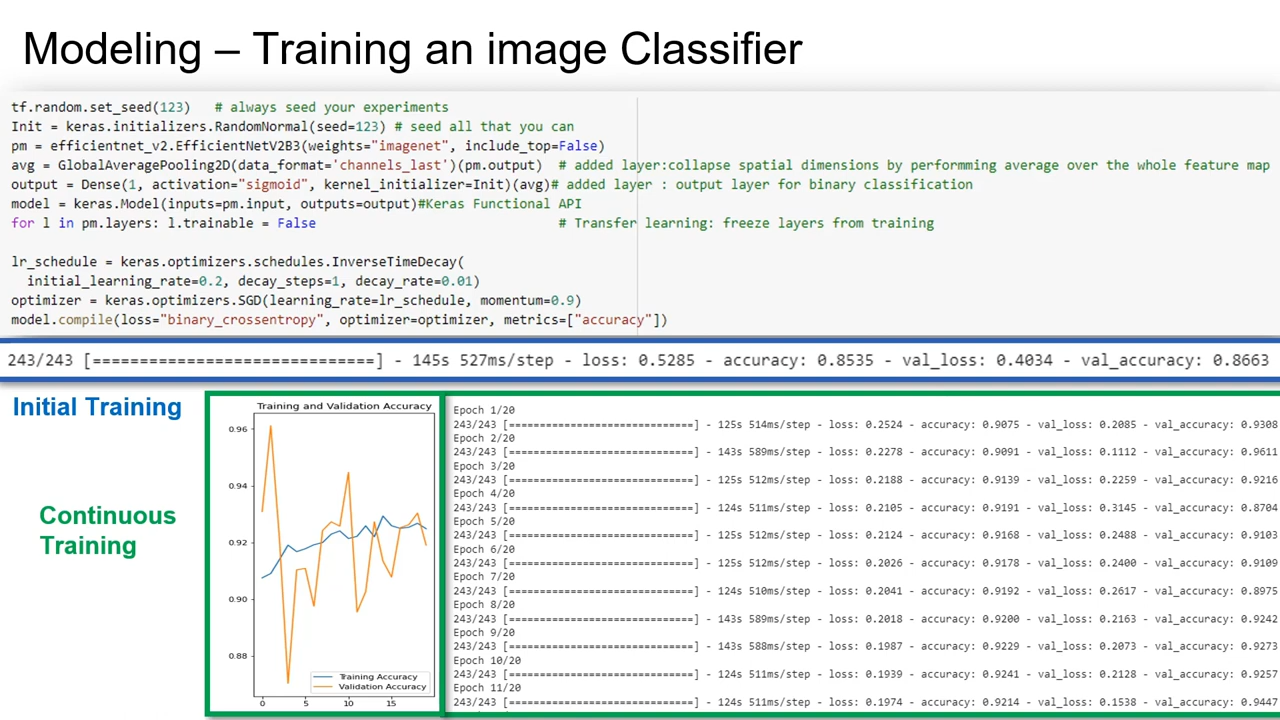 Modeling – Training an image Classifier
tf.random.set_seed(123)   # always seed your experiments
Init = keras.initializers.RandomNormal(seed=123) # seed all that you can
pm = efficientnet_v2.EfficientNetV2B3(weights="imagenet", include_top=False)
avg = GlobalAveragePooling2D(data_format='channels_last')(pm.output)  # added layer:collapse spatial dimensions by performming average over the whole feature map
output = Dense(1, activation="sigmoid", kernel_initializer=Init)(avg)# added layer : output layer for binary classification
model = keras.Model(inputs=pm.input, outputs=output)#Keras Functional API
for l in pm.layers: l.trainable = False                               # Transfer learning: freeze layers from training
lr_schedule = keras.optimizers.schedules.InverseTimeDecay(
  initial_learning_rate=0.2, decay_steps=1, decay_rate=0.01)
optimizer = keras.optimizers.SGD(learning_rate=lr_schedule, momentum=0.9)
model.compile(loss="binary_crossentropy", optimizer=optimizer, metrics=["accuracy"])
243/243 [==============================] - 145s 527ms/step - loss: 0.5285 - accuracy: 0.8535 - val_loss: 0.4034 - val_accuracy: 0.8663
Initial Training
Continuous
Training
Training and Validation Accuracy
0.96
0.94
0.92
0.90
0.88
0 5 10 15
Training Accuracy
Validation Accuracy
Epoch 1/20
243/243 [==============================] - 125s 514ms/step - loss: 0.2524 - accuracy: 0.9075 - val_loss: 0.2085 - val_accuracy: 0.9308
Epoch 2/20
243/243 [==============================] - 143s 589ms/step - loss: 0.2278 - accuracy: 0.9091 - val_loss: 0.1112 - val_accuracy: 0.9611
Epoch 3/20
243/243 [==============================] - 125s 512ms/step - loss: 0.2188 - accuracy: 0.9139 - val_loss: 0.2259 - val_accuracy: 0.9216
Epoch 4/20
243/243 [==============================] - 124s 511ms/step - loss: 0.2105 - accuracy: 0.9191 - val_loss: 0.3145 - val_accuracy: 0.8704
Epoch 5/20
243/243 [==============================] - 125s 512ms/step - loss: 0.2124 - accuracy: 0.9168 - val_loss: 0.2488 - val_accuracy: 0.9103
Epoch 6/20
243/243 [==============================] - 125s 512ms/step - loss: 0.2026 - accuracy: 0.9178 - val_loss: 0.2400 - val_accuracy: 0.9109
Epoch 7/20
243/243 [==============================] - 124s 510ms/step - loss: 0.2041 - accuracy: 0.9192 - val_loss: 0.2617 - val_accuracy: 0.8975
Epoch 8/20
243/243 [==============================] - 143s 589ms/step - loss: 0.2018 - accuracy: 0.9200 - val_loss: 0.2163 - val_accuracy: 0.9242
Epoch 9/20
243/243 [==============================] - 143s 588ms/step - loss: 0.1987 - accuracy: 0.9229 - val_loss: 0.2073 - val_accuracy: 0.9273
Epoch 10/20
243/243 [==============================] - 124s 511ms/step - loss: 0.1939 - accuracy: 0.9241 - val_loss: 0.2128 - val_accuracy: 0.9257
Epoch 11/20
243/243 [==============================] - 124s 511ms/step - loss: 0.1974 - accuracy: 0.9214 - val_loss: 0.1538 - val_accuracy: 0.9447